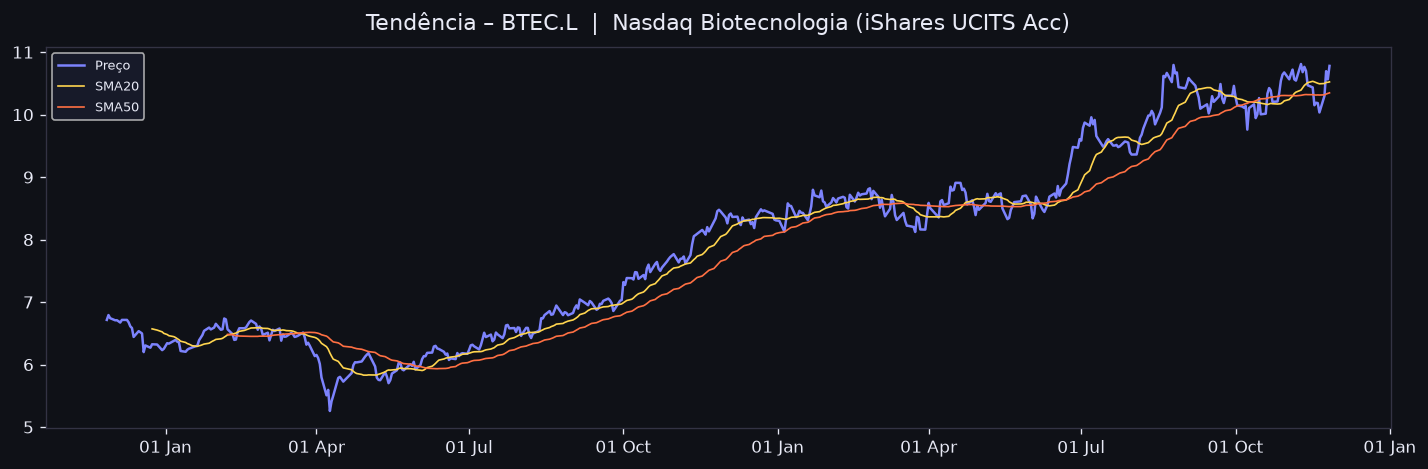 Tendência – BTEC.L | Nasdaq Biotecnologia (iShares UCITS Acc)
Preço
SMA20
SMA50
11
10
9
8
7
6
5
01 Jan
01 Apr
01 Jul
01 Oct
01 Jan
01 Apr
01 Jul
01 Oct
01 Jan